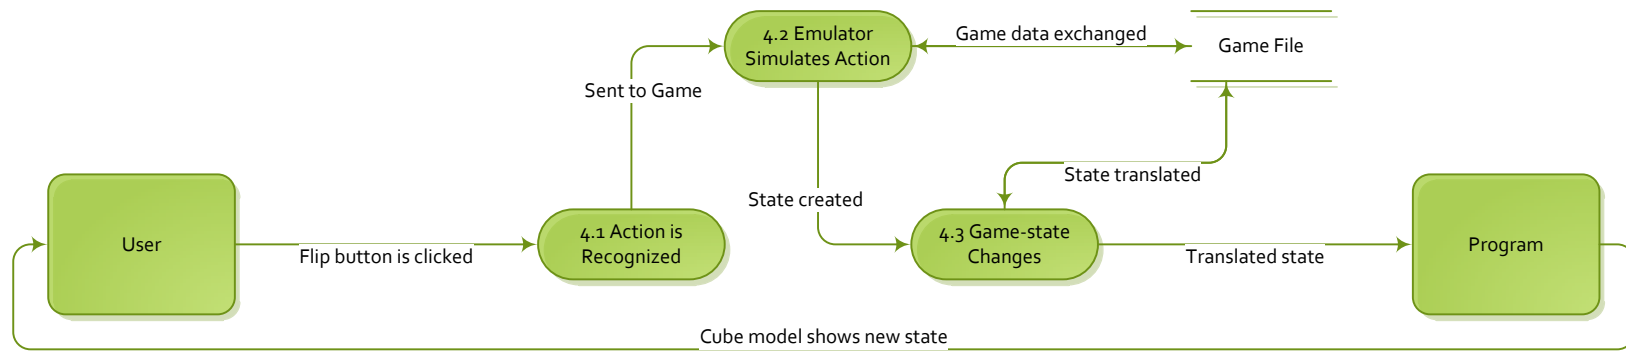 4.2 Emulator
Simulates Action
Game data exchanged
Game File
Sent to Game
State translated
State created
User
Flip button is clicked
4.1 Action is
Recognized
4.3 Game-state
Changes
Translated state
Program
Cube model shows new state